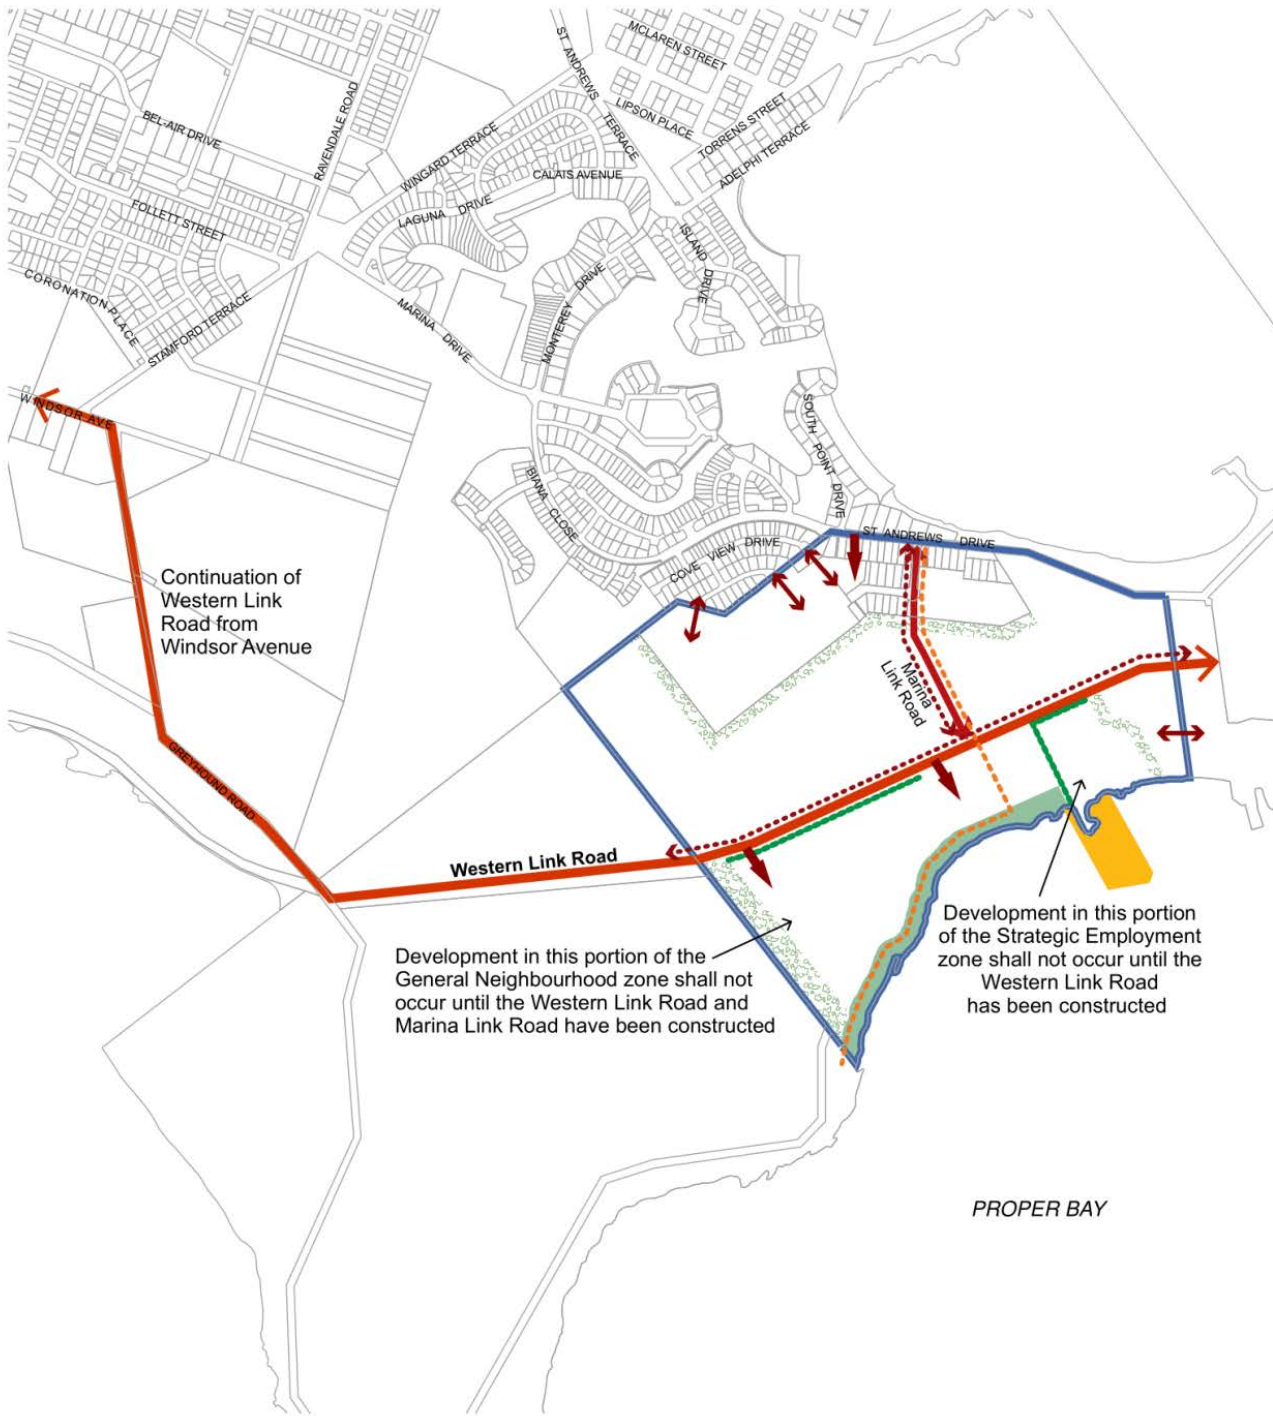 MCLAREN STREET
ST ANDREWS TERRACE
LIPSON PLACE
TORRENS STREET
ADELPHI TERRACE
BEL-AIR DRIVE
RAVENDALE ROAD
WINGARD TERRACE
CALAIS AVENUE
LAGUNA DRIVE
FOLLETT STREET
ISLAND DRIVE
CORONATION PLACE
STAMFORD TERRACE
MARINA DRIVE
MONTEREY DRIVE
WINDSOR AVE
SOUTH POINT DRIVE
BIANA CLOSE
COVE VIEW DRIVE
ST ANDREWS DRIVE
Continuation of
Western Link
Road from
Windsor Avenue
Marina
Link Road
GREYHOUND ROAD
Western Link Road
Development in this portion of the
General Neighbourhood zone shall not
occur until the Western Link Road and
Marina Link Road have been constructed
Development in this portion
of the Strategic Employment
zone shall not occur until the
Western Link Road
has been constructed
PROPER BAY